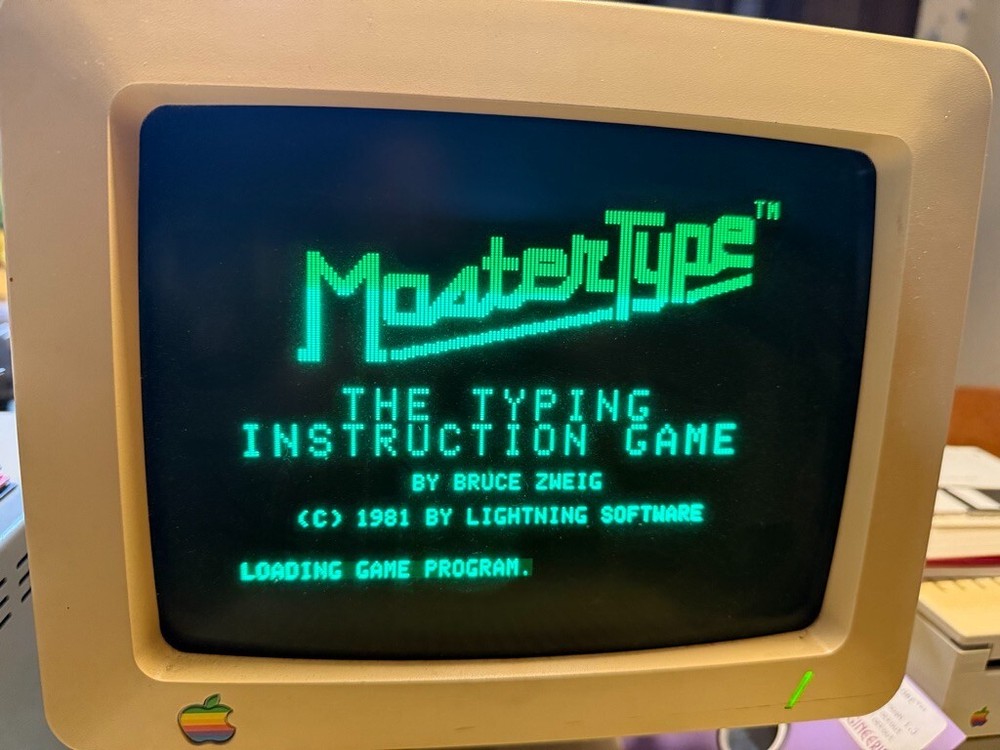 MasterType™
THE TYPING
INSTRUCTION GAME
BY BRUCE ZWEIG
(C) 1981 BY LIGHTNING SOFTWARE
LOADING GAME PROGRAM.